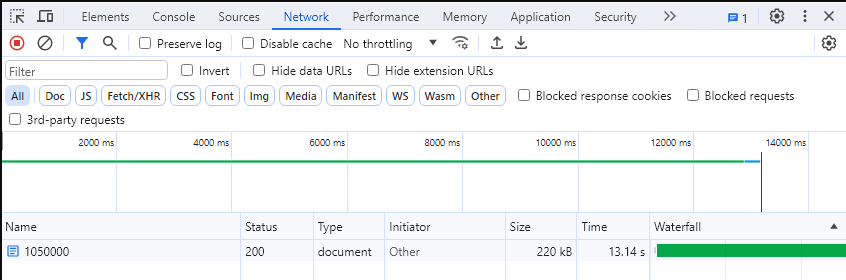 Elements Console Sources Network Performance Memory Application Security 1
Preserve log Disable cache No throttling
Filter Invert Hide data URLs Hide extension URLs
All Doc JS Fetch/XHR CSS Font Img Media Manifest WS Wasm Other Blocked response cookies Blocked requests
3rd-party requests
2000 ms 4000 ms 6000 ms 8000 ms 10000 ms 12000 ms 14000 ms
Name Status Type Initiator Size Time Waterfall
1050000 200 document Other 220 kB 13.14 s